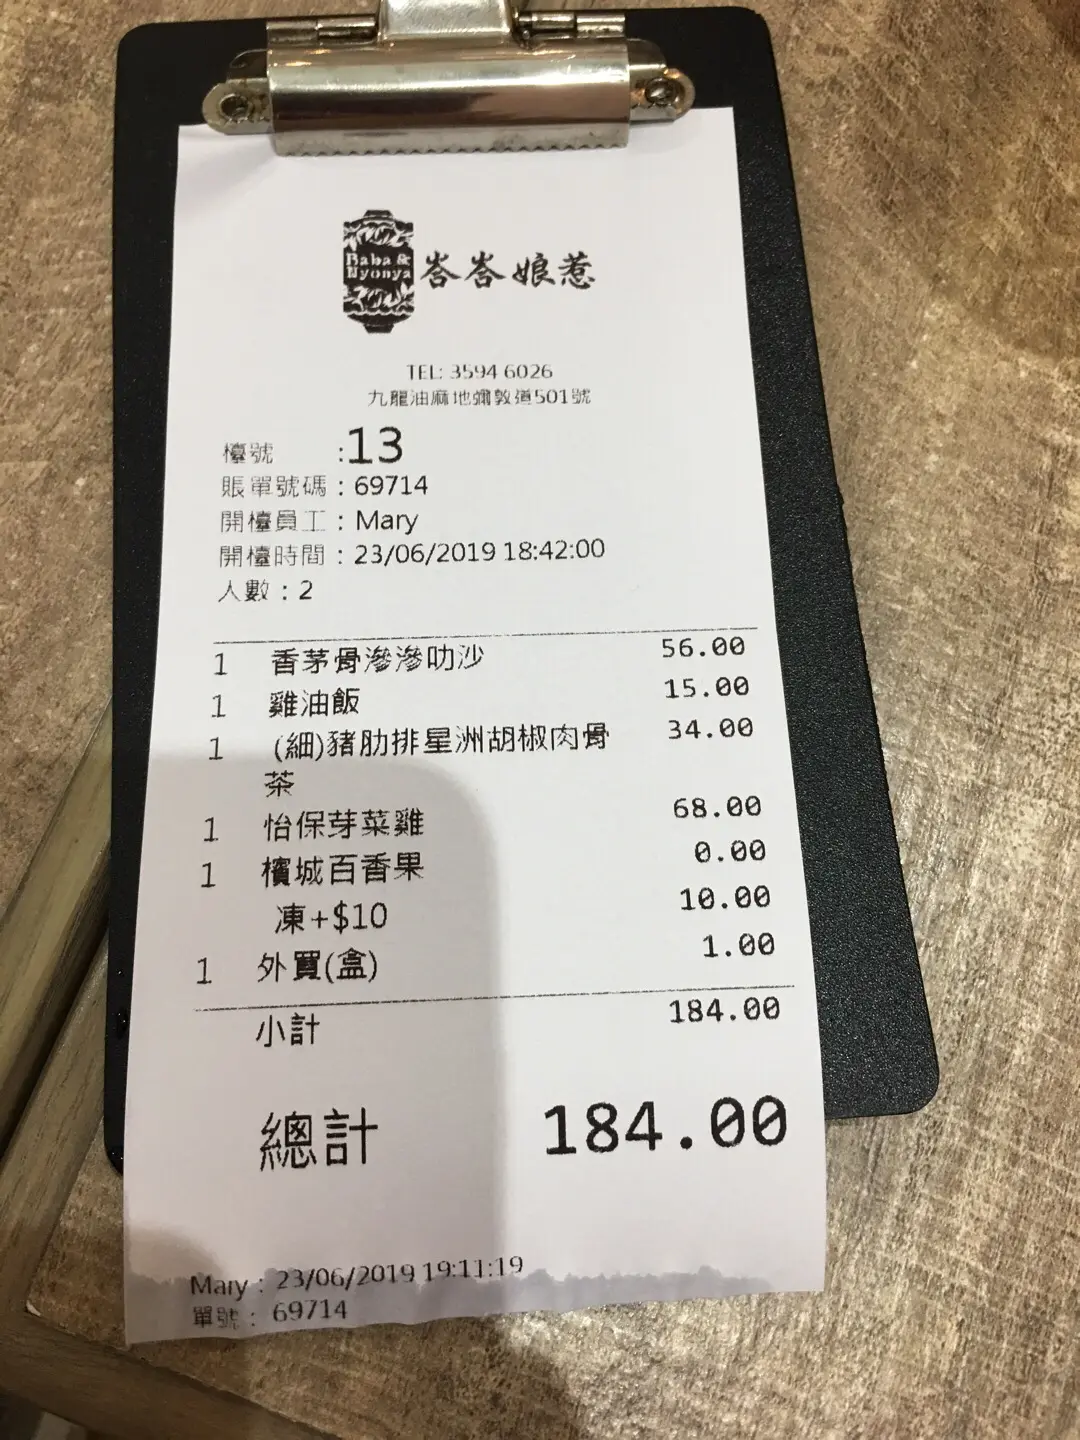 Baba &
Nyonya
峇峇娘惹
TEL: 3594 6026
九龍油麻地彌敦道501號
檯號 :13
賬單號碼 : 69714
開檯員工 : Mary
開檯時間 : 23/06/2019 18:42:00
人數 : 2
1 香茅骨滲滲叻沙 56.00
1 雞油飯 15.00
1 (細)豬肋排星洲胡椒肉骨 34.00
茶
1 怡保芽菜雞 68.00
1 檳城百香果 0.00
凍+$10 10.00
1 外買(盒) 1.00
小計 184.00
總計 184.00
Mary : 23/06/2019 19:11:19
單號 : 69714